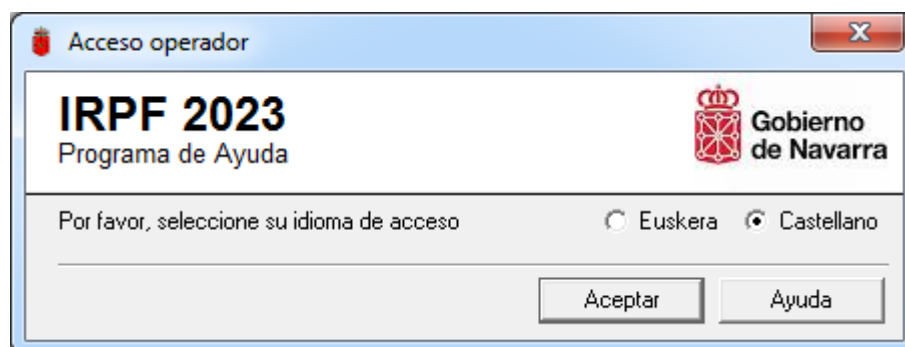 Acceso operador
IRPF 2023
Programa de Ayuda
Gobierno
de Navarra
Por favor, seleccione su idioma de acceso
Euskera
Castellano
Aceptar
Ayuda